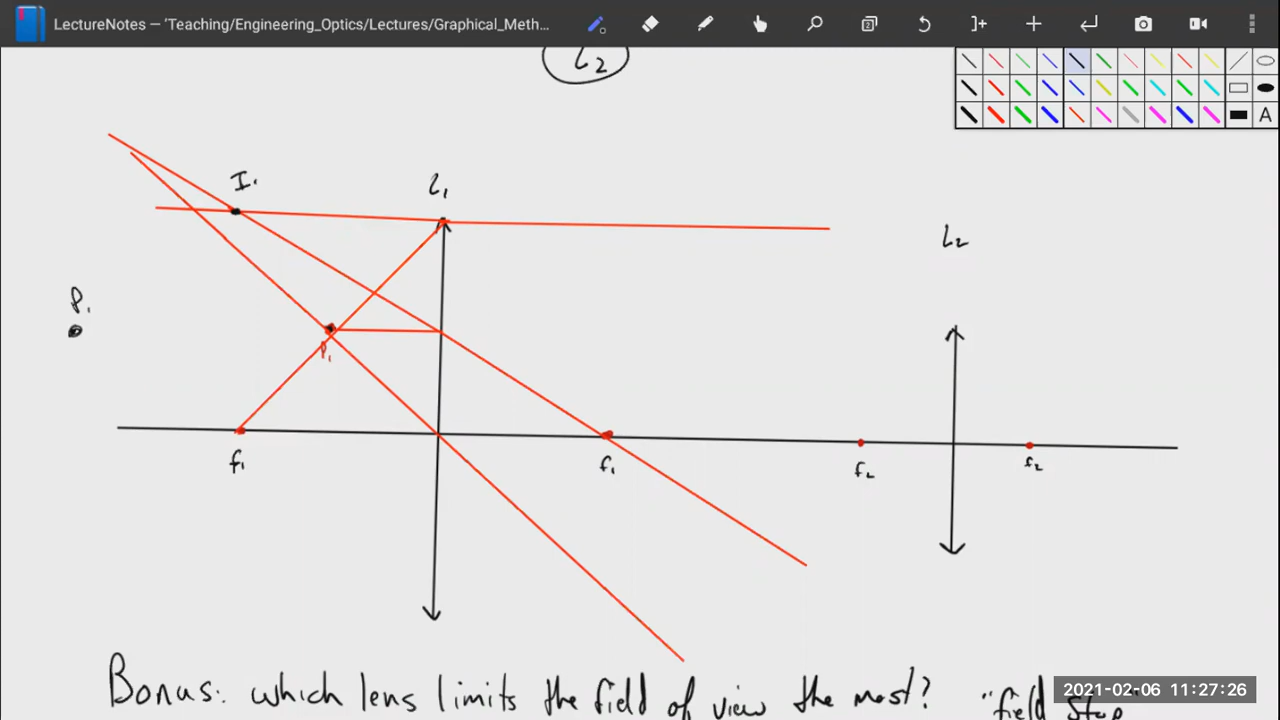 LectureNotes — 'Teaching/Engineering_Optics/Lectures/Graphical_Meth...
A
L2
I1
L1
L2
P1
P1
f1
f1
f2
f2
Bonus: which lens limits the field of view the most? "field stop
2021-02-06 11:27:26